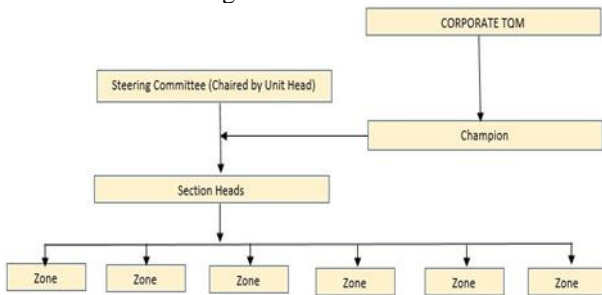 CORPORATE TQM
Steering Committee (Chaired by Unit Head)
Champion
Section Heads
Zone
Zone
Zone
Zone
Zone
Zone